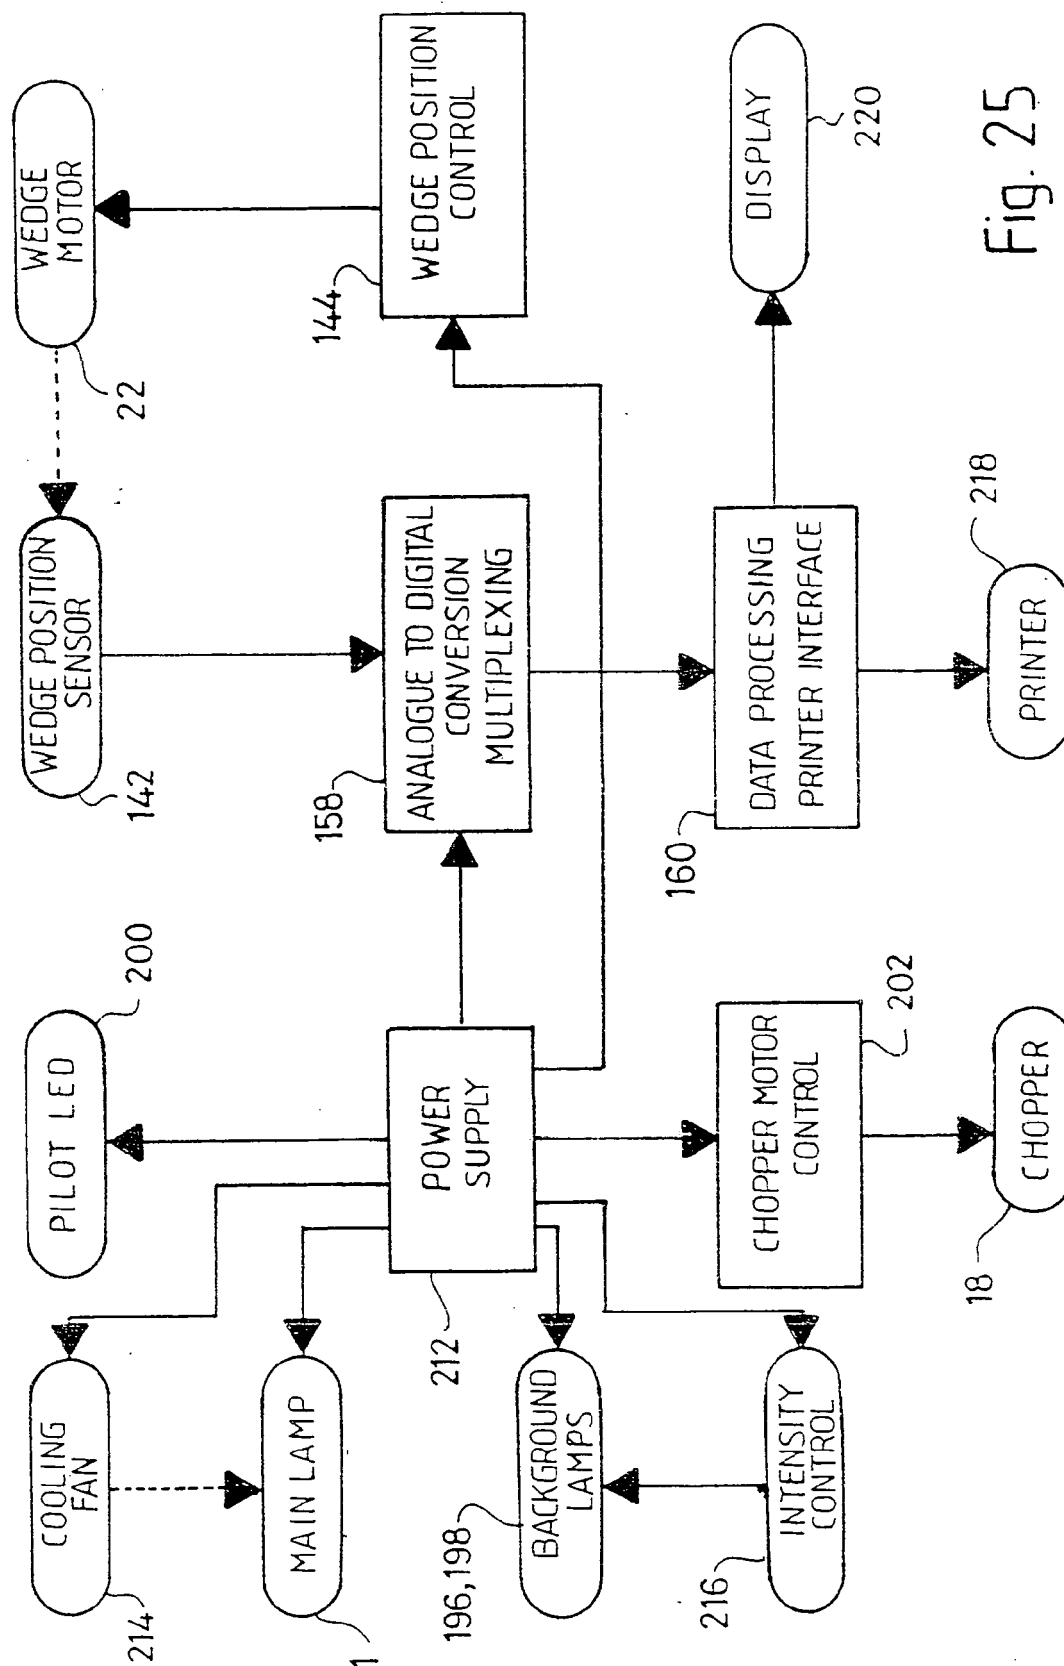 COOLING
FAN
214
MAIN LAMP
1
BACKGROUND
LAMPS
196,198
INTENSITY
CONTROL
216
PILOT LED
200
POWER
SUPPLY
212
CHOPPER MOTOR
CONTROL
202
CHOPPER
18
WEDGE POSITION
SENSOR
142
ANALOGUE TO DIGITAL
CONVERSION
MULTIPLEXING
158
DATA PROCESSING
PRINTER INTERFACE
160
PRINTER
218
WEDGE
MOTOR
22
WEDGE POSITION
CONTROL
144
DISPLAY
220
Fig. 25